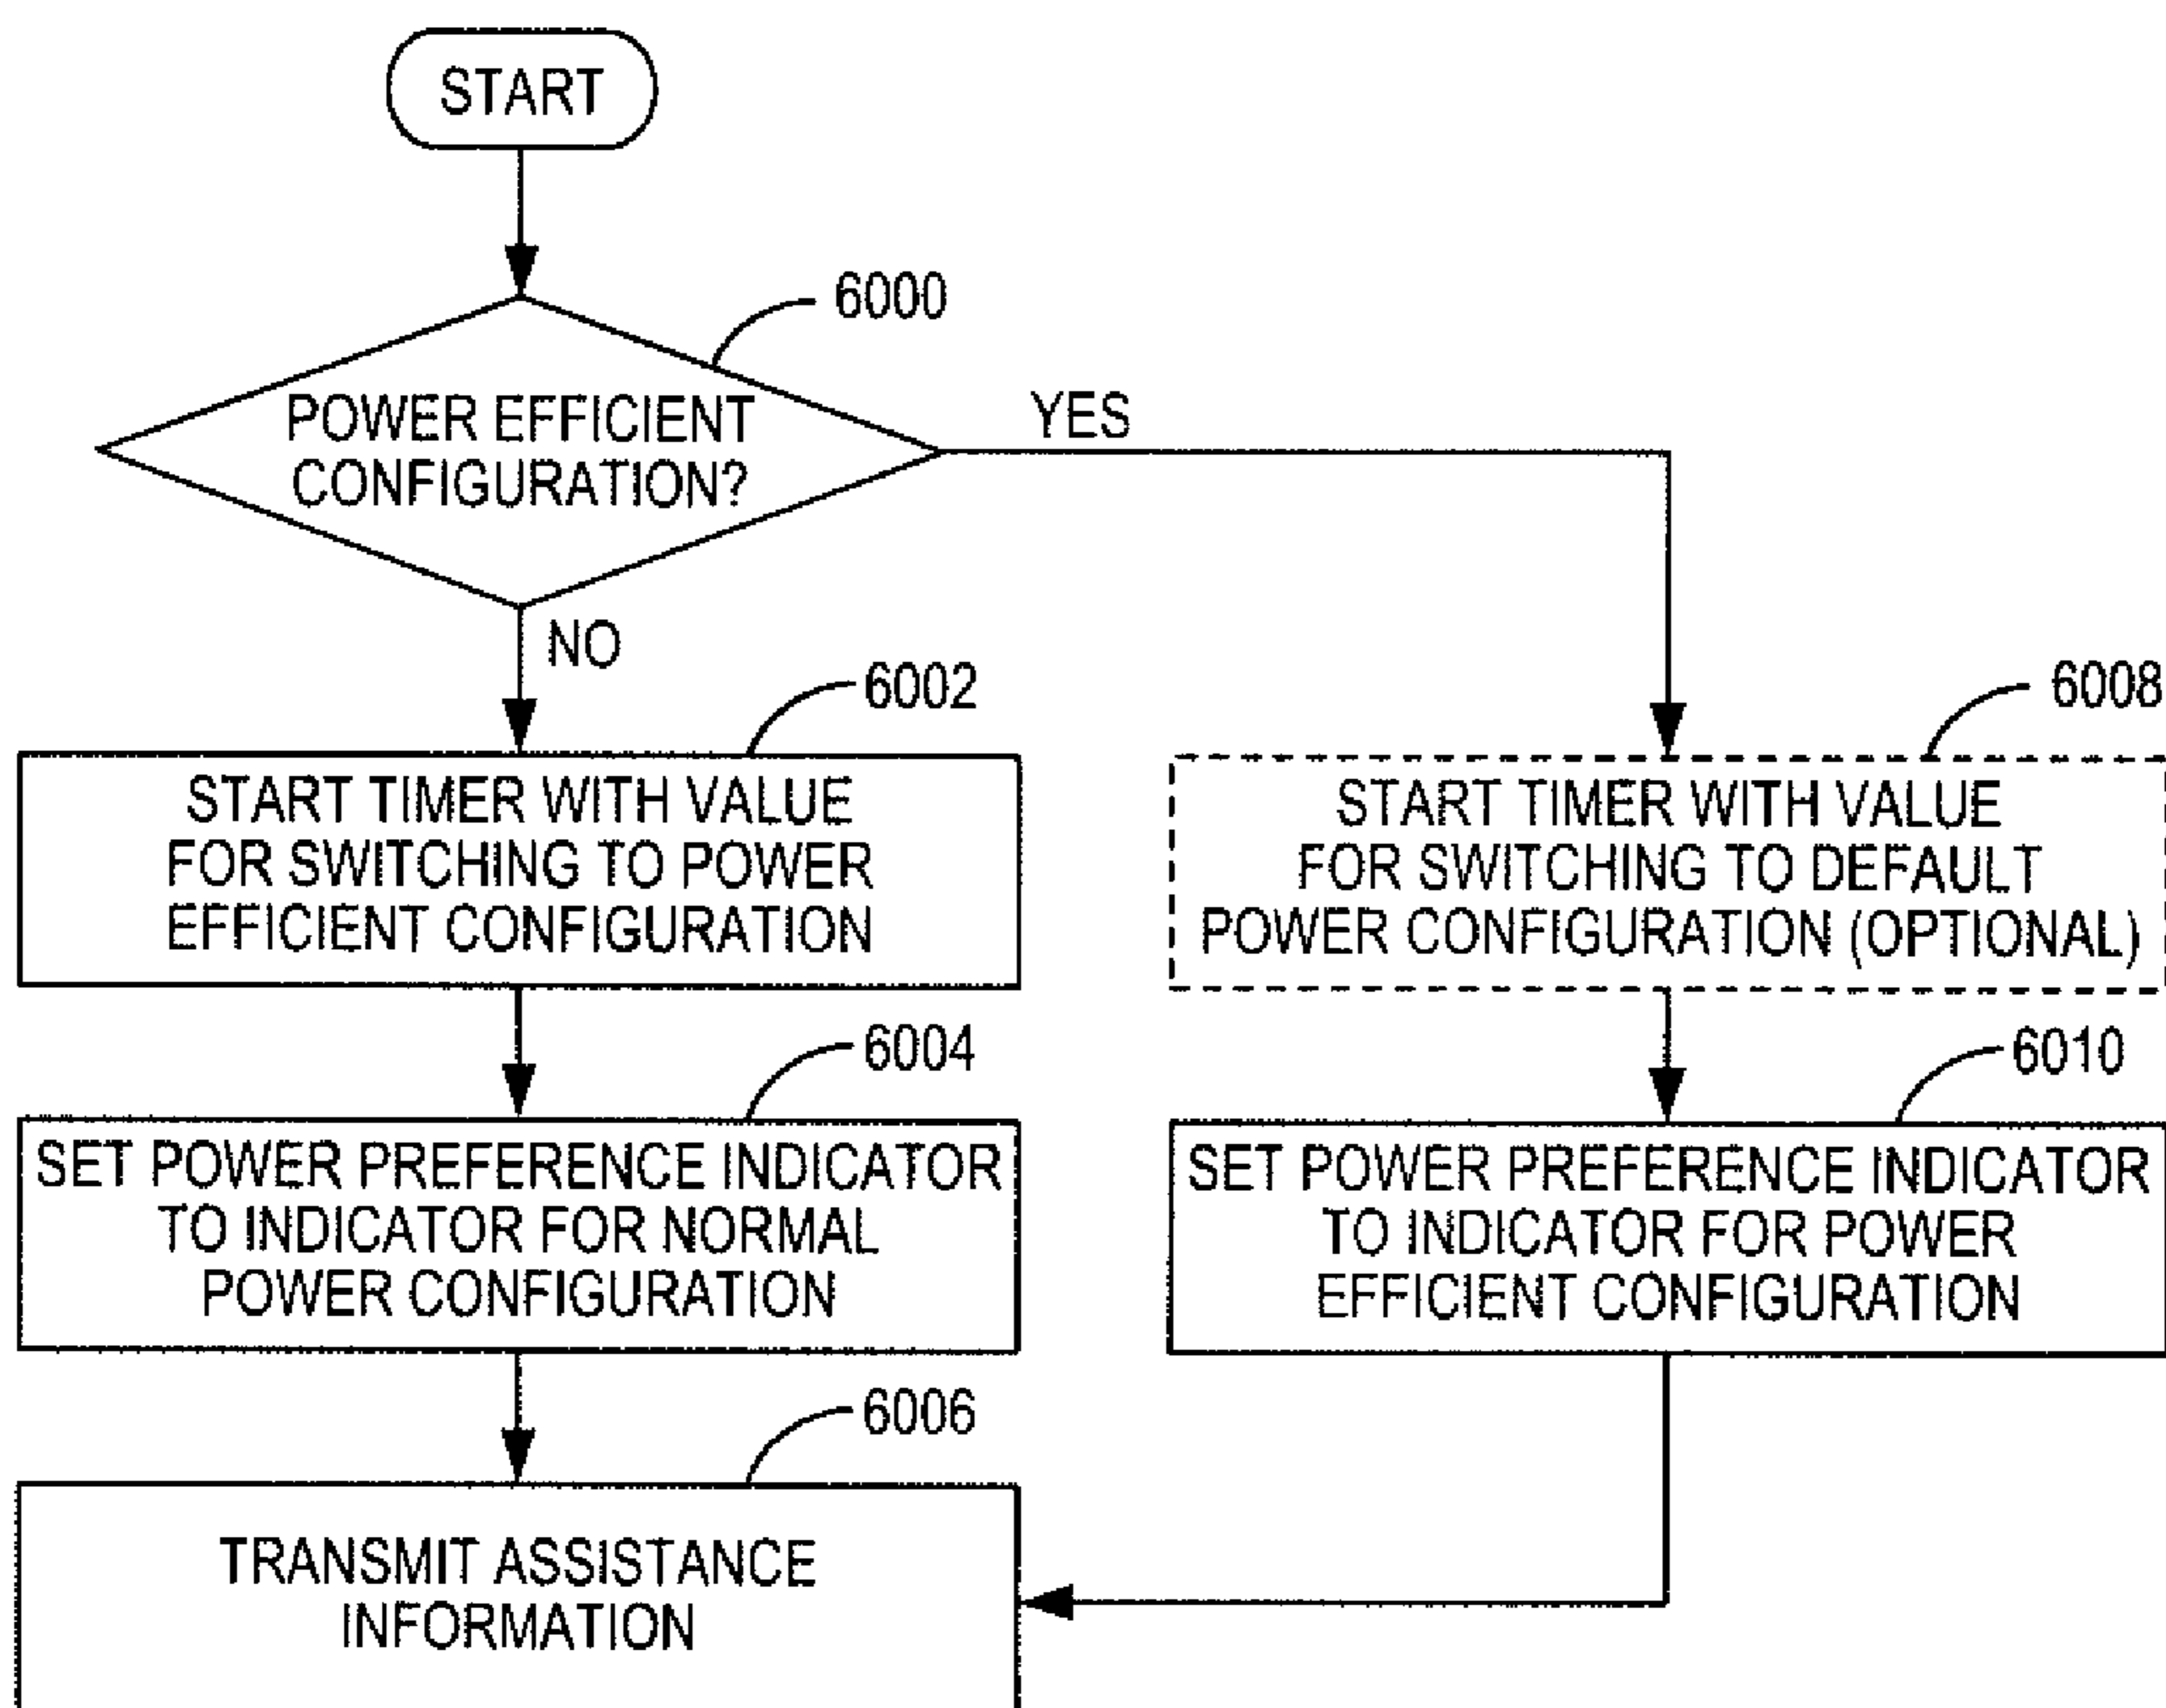 START
6000
POWER EFFICIENT
CONFIGURATION?
YES
NO
6002
START TIMER WITH VALUE
FOR SWITCHING TO POWER
EFFICIENT CONFIGURATION
6008
START TIMER WITH VALUE
FOR SWITCHING TO DEFAULT
POWER CONFIGURATION (OPTIONAL)
6004
SET POWER PREFERENCE INDICATOR
TO INDICATOR FOR NORMAL
POWER CONFIGURATION
6010
SET POWER PREFERENCE INDICATOR
TO INDICATOR FOR POWER
EFFICIENT CONFIGURATION
6006
TRANSMIT ASSISTANCE
INFORMATION